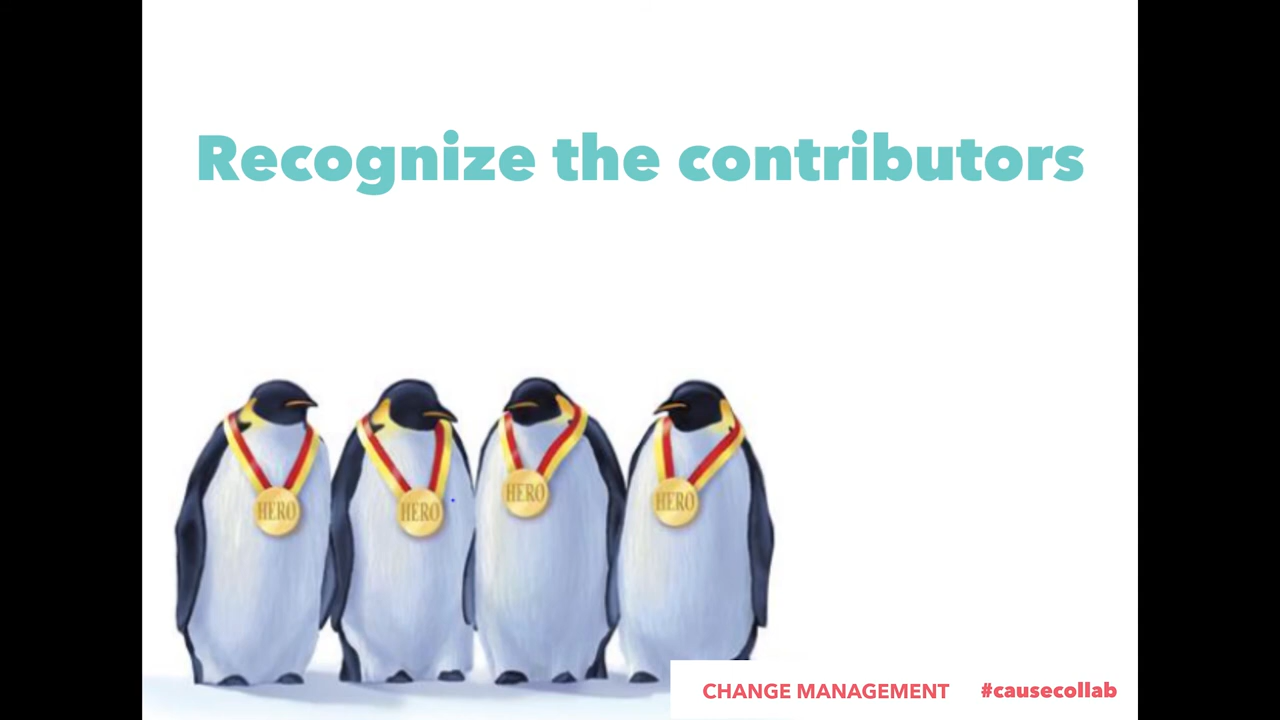 Recognize the contributors
HERO HERO HERO HERO
CHANGE MANAGEMENT #causecollab